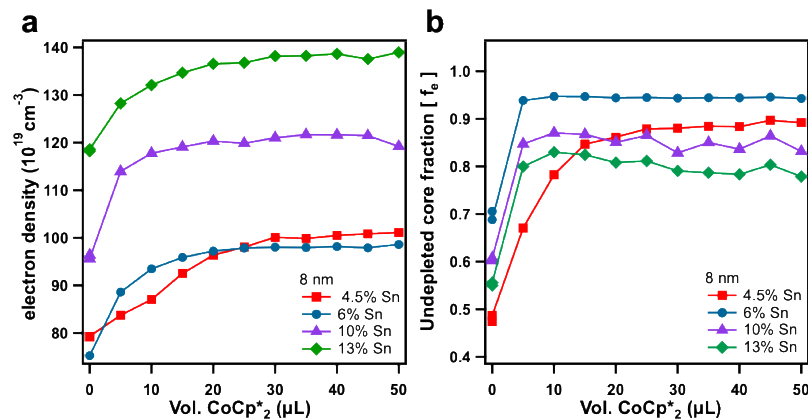 a
electron density (10¹⁹ cm⁻³)
140
130
120
110
100
90
80
0
10
20
30
40
50
Vol. CoCp*₂ (µL)
8 nm
4.5% Sn
6% Sn
10% Sn
13% Sn
b
Undepleted core fraction [ fₑ ]
1.0
0.9
0.8
0.7
0.6
0.5
0.4
0
10
20
30
40
50
Vol. CoCp*₂ (µL)
8 nm
4.5% Sn
6% Sn
10% Sn
13% Sn